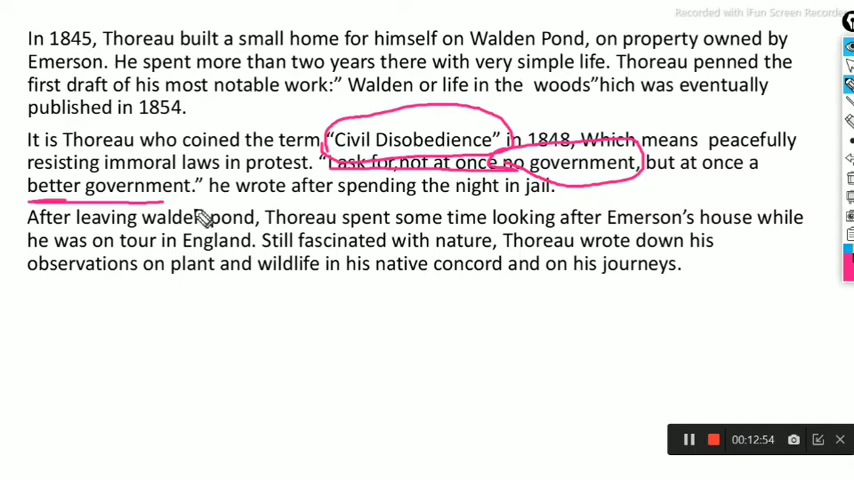 Recorded with iFun Screen Recorder
In 1845, Thoreau built a small home for himself on Walden Pond, on property owned by
Emerson. He spent more than two years there with very simple life. Thoreau penned the
first draft of his most notable work:” Walden or life in the  woods”hich was eventually
published in 1854.
It is Thoreau who coined the term “Civil Disobedience” in 1848, Which means  peacefully
resisting immoral laws in protest. “I ask for,not at once no government, but at once a
better government.” he wrote after spending the night in jail.
After leaving walden pond, Thoreau spent some time looking after Emerson’s house while
he was on tour in England. Still fascinated with nature, Thoreau wrote down his
observations on plant and wildlife in his native concord and on his journeys.
00:12:54